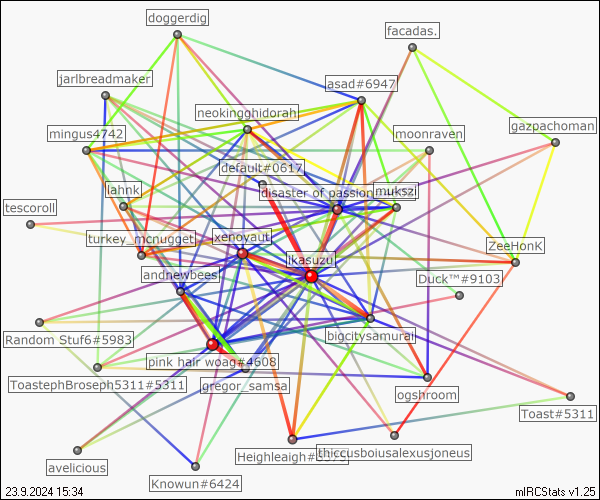 doggerdig
facadas.
jarlbreadmaker
asad#6947
neokingghidorah
mingus4742
moonraven
gazpachoman
default#0617
disaster of passion
mukszi
lahnk
tescoroll
xenoyaut
turkey_mcnugget
ZeeHonK
ikasuzu
andnewbees
Duck™#9103
Random Stuf6#5983
bigcitysamurai
pink hair woag#4608
ToastephBroseph5311#5311
gregor_samsa
ogshroom
Toast#5311
Heighleaigh#
thiccusboiusalexusjoneus
avelicious
Knowun#6424
23.9.2024 15:34
mIRCStats v1.25